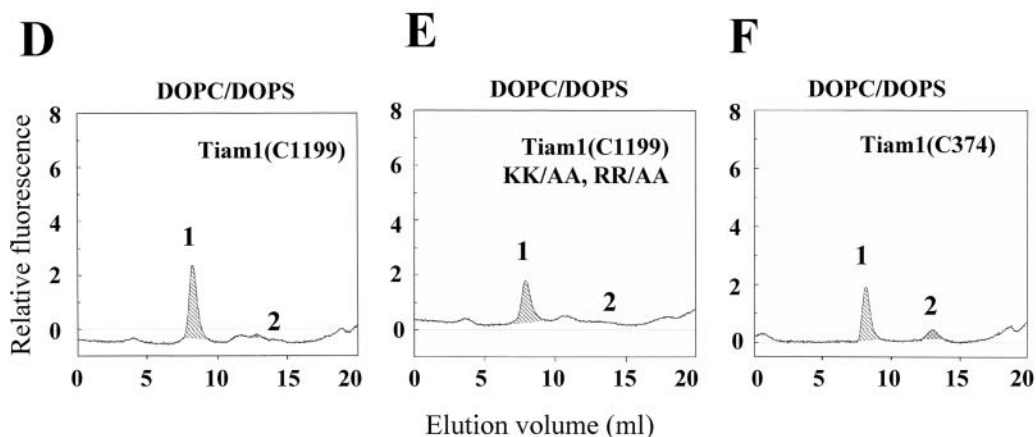 D
DOPC/DOPS
Tiam1(C1199)
1
2
8
6
4
2
0
0 5 10 15 20
Relative fluorescence
E
DOPC/DOPS
Tiam1(C1199)
KK/AA, RR/AA
1
2
8
6
4
2
0
0 5 10 15 20
F
DOPC/DOPS
Tiam1(C374)
1
2
8
6
4
2
0
0 5 10 15 20
Elution volume (ml)